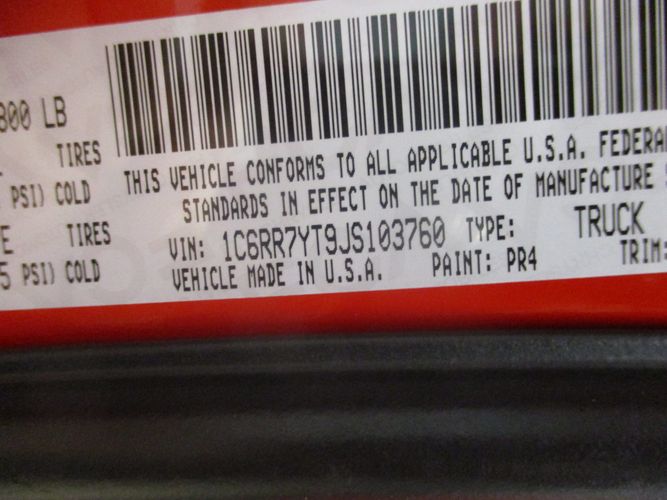 800 LB
TIRES
PSI) COLD
TIRES
5 PSI) COLD
THIS VEHICLE CONFORMS TO ALL APPLICABLE U.S.A. FEDERA
STANDARDS IN EFFECT ON THE DATE OF MANUFACTURE
VIN: 1C6RR7YT9JS103760 TYPE: TRUCK
VEHICLE MADE IN U.S.A. PAINT: PR4 TRIM: